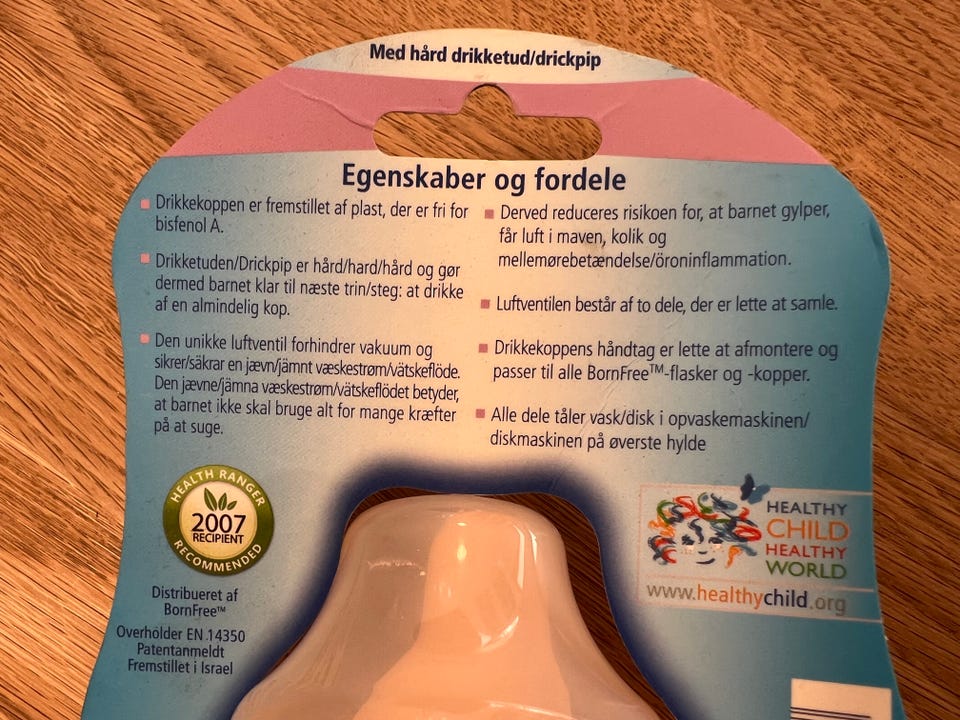 Med hård drikketud/drickpip
Egenskaber og fordele
Drikkekoppen er fremstillet af plast, der er fri for
bisfenol A.
Drikketuden/Drickpip er hård/hard/hård og gør
dermed barnet klar til næste trin/steg: at drikke
af en almindelig kop.
Den unikke luftventil forhindrer vakuum og
sikrer/säkrar en jævn/jämnt væskestrøm/vätskeflöde.
Den jævne/jämna væskestrøm/vätskeflödet betyder,
at barnet ikke skal bruge alt for mange kræfter
på at suge.
Derved reduceres risikoen for, at barnet gylper,
får luft i maven, kolik og
mellemørebetændelse/öroninflammation.
Luftventilen består af to dele, der er lette at samle.
Drikkekoppens håndtag er lette at afmontere og
passer til alle BornFree™-flasker og -kopper.
Alle dele tåler vask/disk i opvaskemaskinen/
diskmaskinen på øverste hylde
HEALTH RANGER
2007
RECIPIENT
RECOMMENDED
Distribueret af
BornFree™
Overholder EN 14350
Patentanmeldt
Fremstillet i Israel
HEALTHY
CHILD
HEALTHY
WORLD
www.healthychild.org